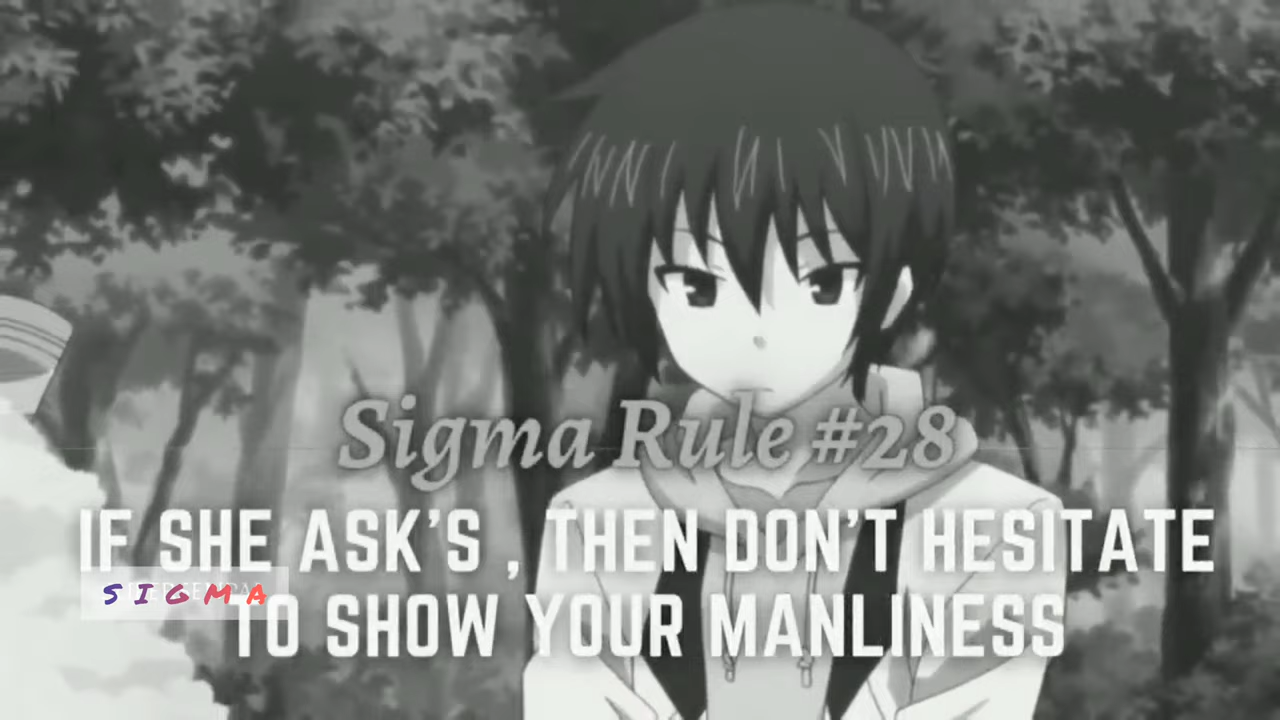 Sigma Rule #28
IF SHE ASK'S , THEN DON'T HESITATE
TO SHOW YOUR MANLINESS
SIGMA